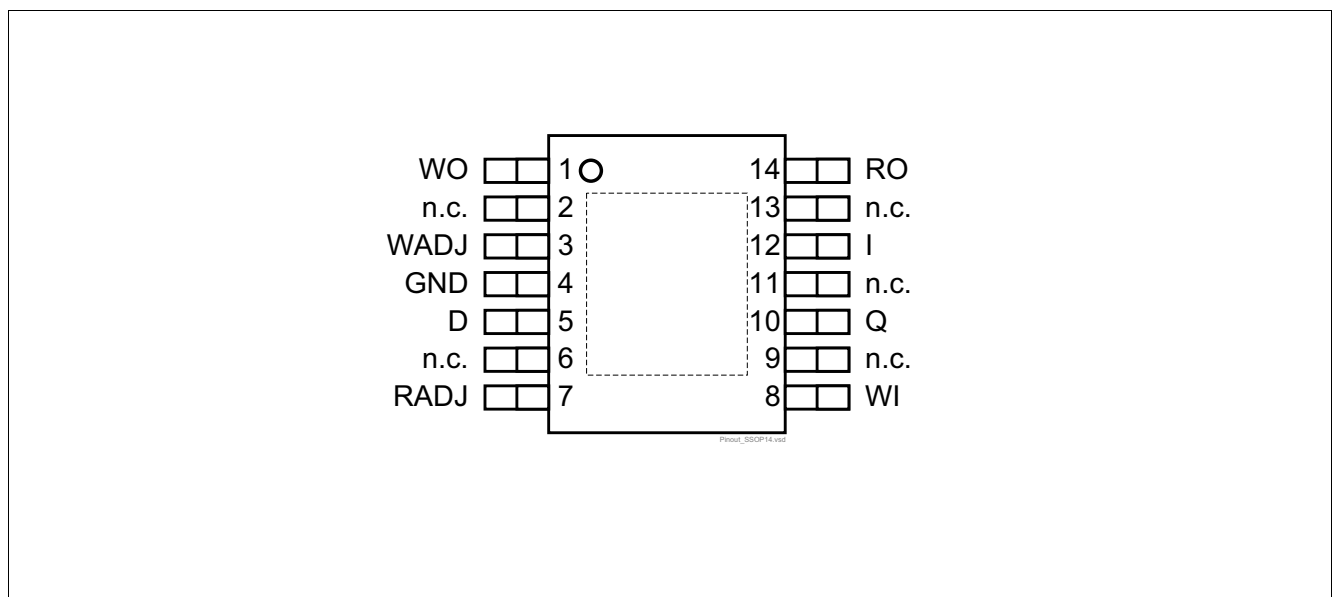 WO 1 14 RO
n.c. 2 13 n.c.
WADJ 3 12 I
GND 4 11 n.c.
D 5 10 Q
n.c. 6 9 n.c.
RADJ 7 8 WI
Pinout_SSOP14.vsd